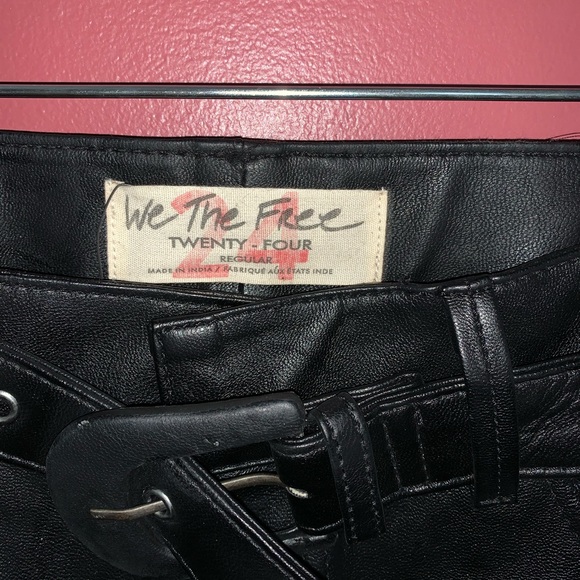 We The Free
24
TWENTY - FOUR
REGULAR
MADE IN INDIA / FABRIQUÉ AUX ÉTATS INDE